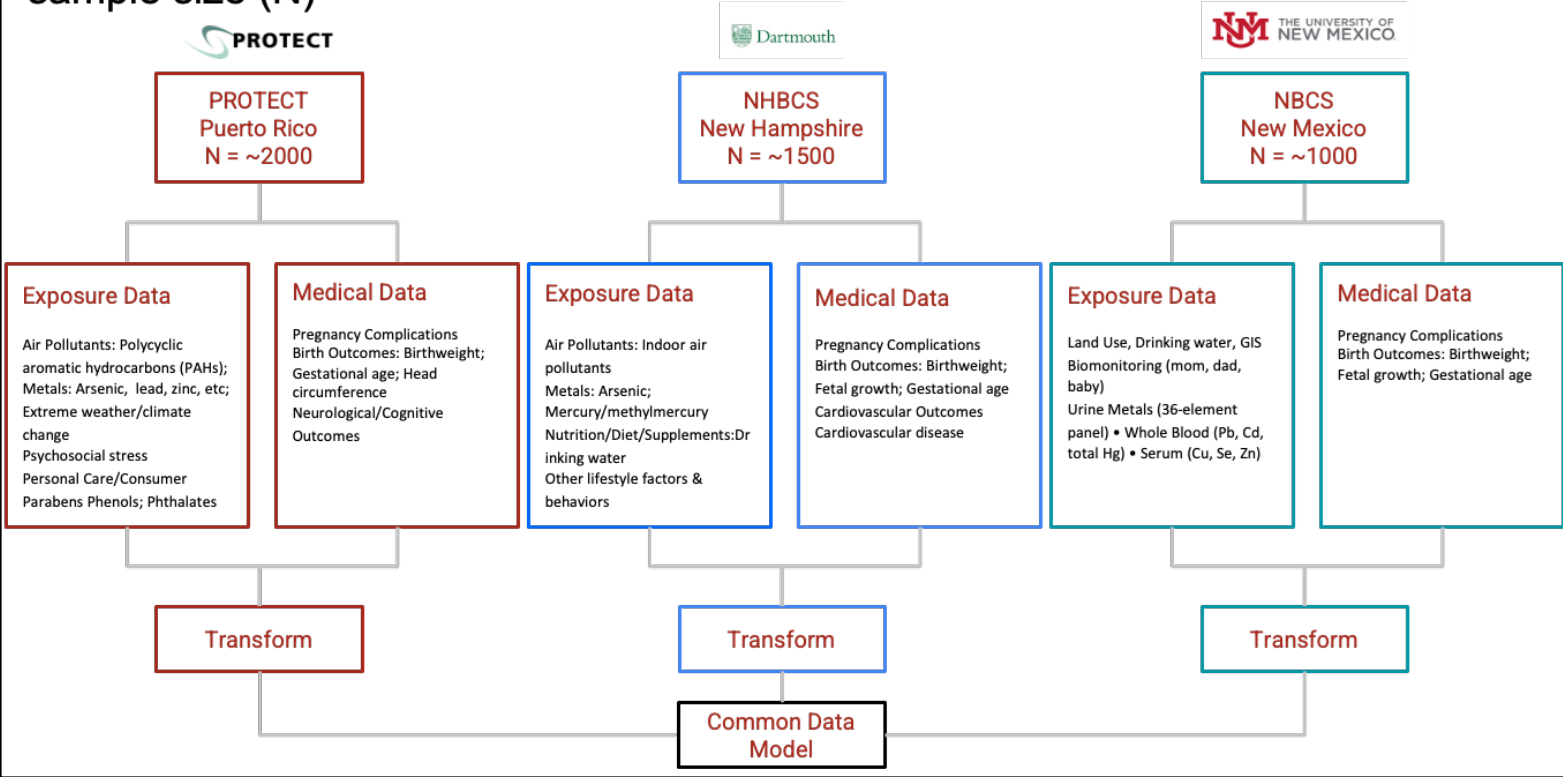 sample size (N)
PROTECT
Dartmouth
NM THE UNIVERSITY OF
NEW MEXICO
PROTECT
Puerto Rico
N = ~2000
NHBCS
New Hampshire
N = ~1500
NBCS
New Mexico
N = ~1000
Exposure Data
Air Pollutants: Polycyclic
aromatic hydrocarbons (PAHs);
Metals: Arsenic, lead, zinc, etc;
Extreme weather/climate
change
Psychosocial stress
Personal Care/Consumer
Parabens Phenols; Phthalates
Medical Data
Pregnancy Complications
Birth Outcomes: Birthweight;
Gestational age; Head
circumference
Neurological/Cognitive
Outcomes
Exposure Data
Air Pollutants: Indoor air
pollutants
Metals: Arsenic;
Mercury/methylmercury
Nutrition/Diet/Supplements:Dr
inking water
Other lifestyle factors &
behaviors
Medical Data
Pregnancy Complications
Birth Outcomes: Birthweight;
Fetal growth; Gestational age
Cardiovascular Outcomes
Cardiovascular disease
Exposure Data
Land Use, Drinking water, GIS
Biomonitoring (mom, dad,
baby)
Urine Metals (36-element
panel) • Whole Blood (Pb, Cd,
total Hg) • Serum (Cu, Se, Zn)
Medical Data
Pregnancy Complications
Birth Outcomes: Birthweight;
Fetal growth; Gestational age
Transform
Transform
Transform
Common Data
Model